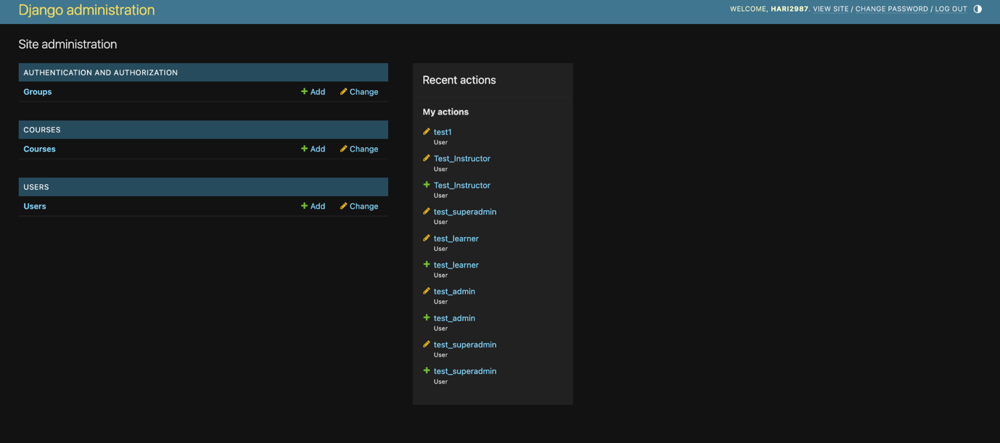 Django administration
WELCOME, HARI2987. VIEW SITE / CHANGE PASSWORD / LOG OUT
Site administration
AUTHENTICATION AND AUTHORIZATION
Groups Add Change
COURSES
Courses Add Change
USERS
Users Add Change
Recent actions
My actions
test1
User
Test_Instructor
User
Test_Instructor
User
test_superadmin
User
test_learner
User
test_learner
User
test_admin
User
test_admin
User
test_superadmin
User
test_superadmin
User